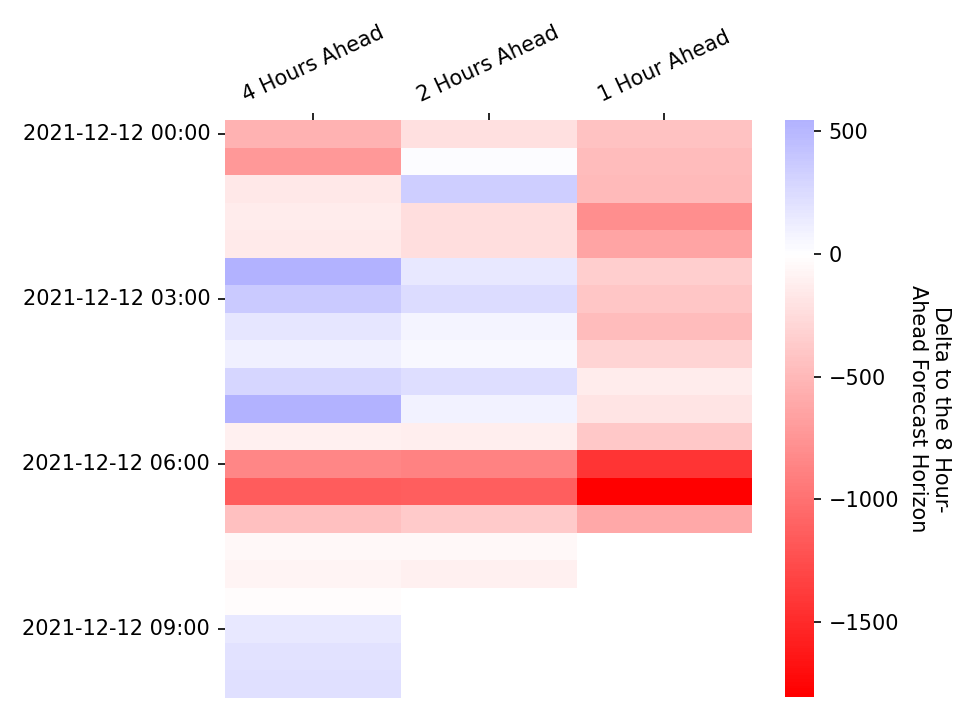 4 Hours Ahead
2 Hours Ahead
1 Hour Ahead
2021-12-12 00:00
2021-12-12 03:00
2021-12-12 06:00
2021-12-12 09:00
500
0
−500
−1000
−1500
Delta to the 8 Hour-
Ahead Forecast Horizon